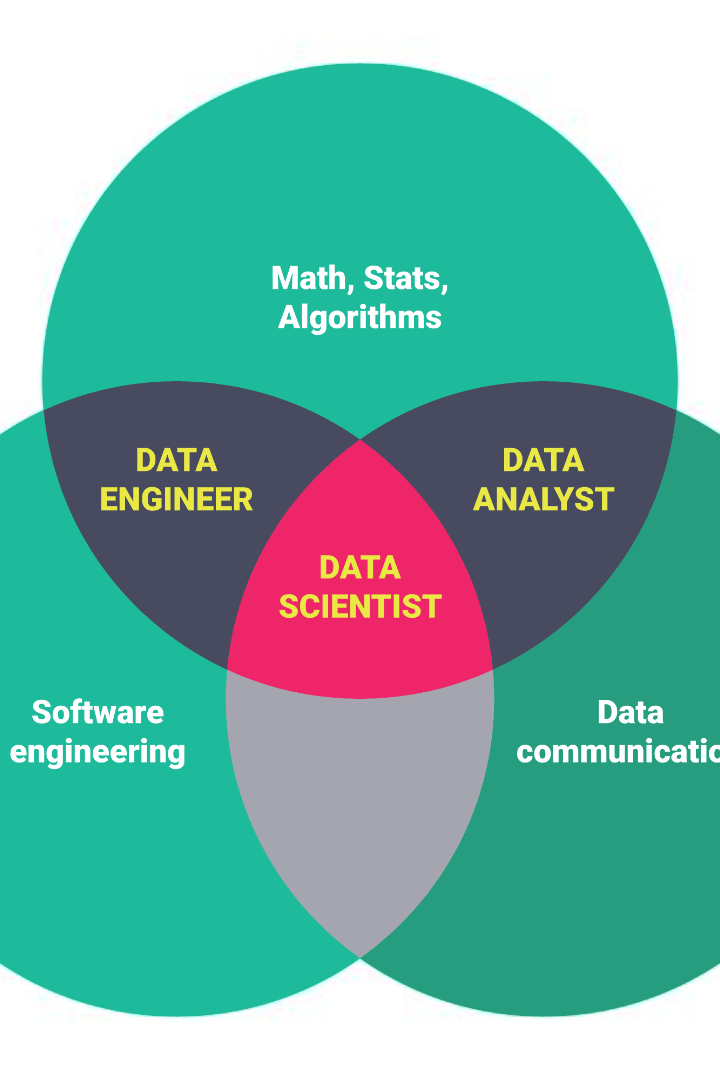 Math, Stats,
Algorithms
DATA
ENGINEER
DATA
ANALYST
DATA
SCIENTIST
Software
engineering
Data